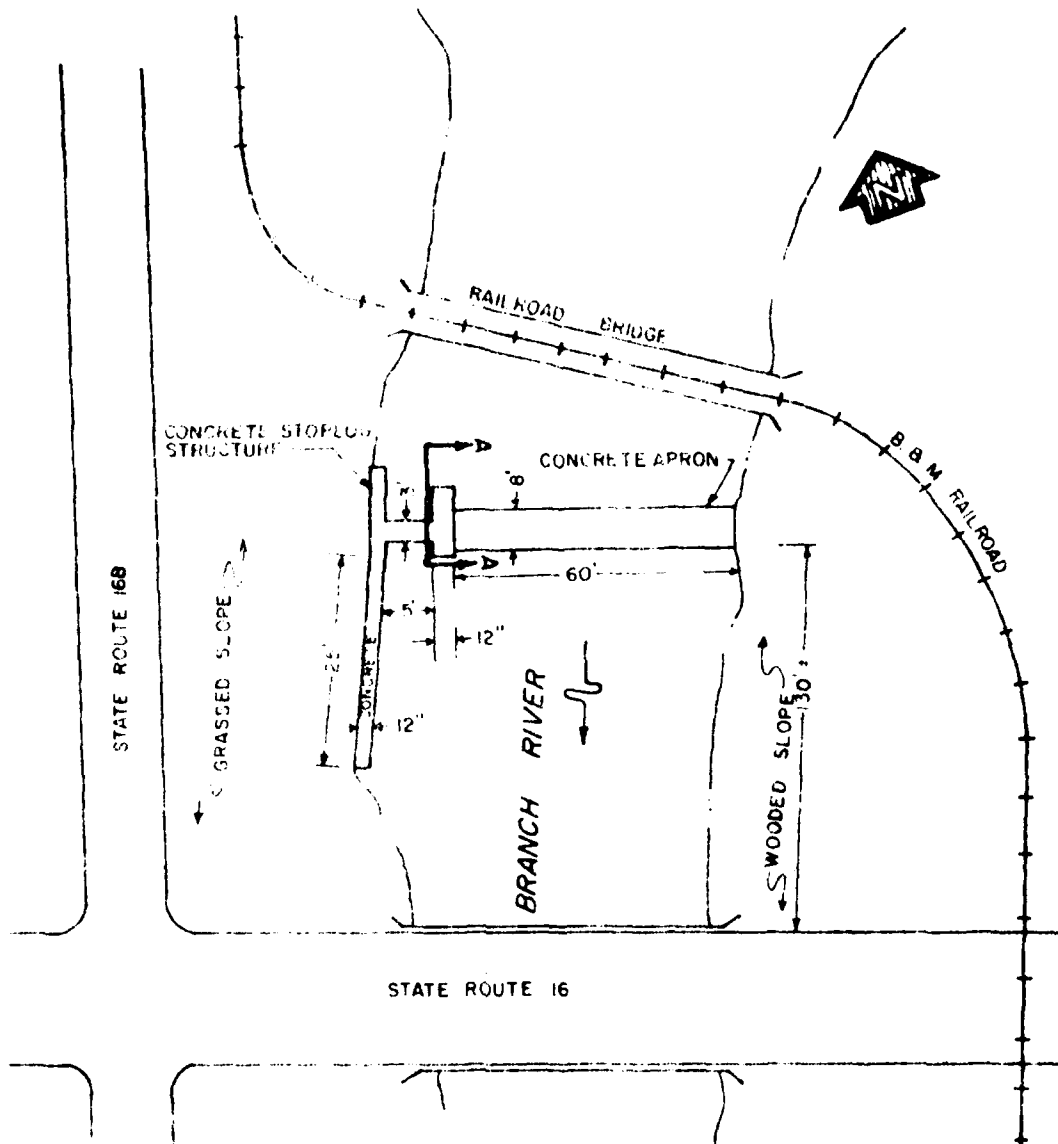 N
RAILROAD BRIDGE
CONCRETE STOPLOG
STRUCTURE
A
CONCRETE APRON
8'
B & M RAILROAD
A
60'
5'
12"
STATE ROUTE 16B
GRASSED SLOPE
25'
CONCRETE
12"
BRANCH RIVER
WOODED SLOPE
130'±
STATE ROUTE 16